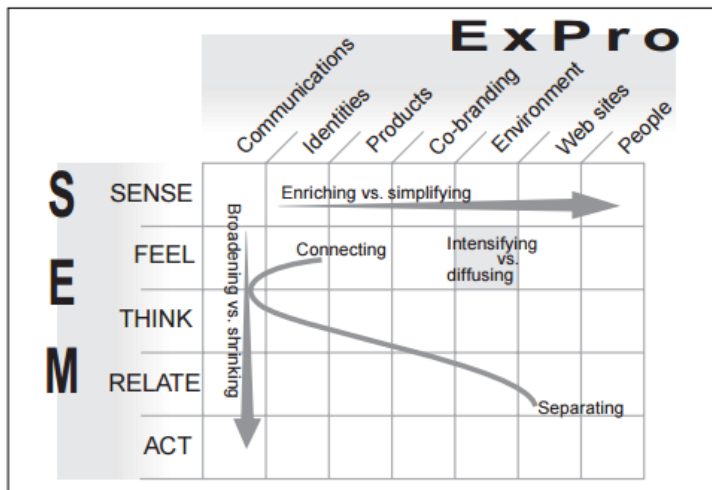 ExPro
Communications
Identities
Products
Co-branding
Environment
Web sites
People
SEM
SENSE
FEEL
THINK
RELATE
ACT
Enriching vs. simplifying
Broadening vs. shrinking
Connecting
Intensifying
vs.
diffusing
Separating